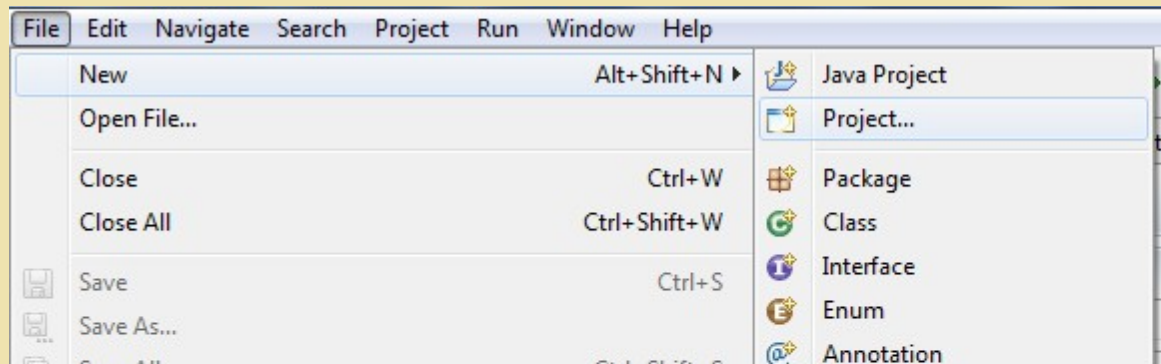 File Edit Navigate Search Project Run Window Help
New Alt+Shift+N
Open File...
Close Ctrl+W
Close All Ctrl+Shift+W
Save Ctrl+S
Save As...
Java Project
Project...
Package
Class
Interface
Enum
Annotation